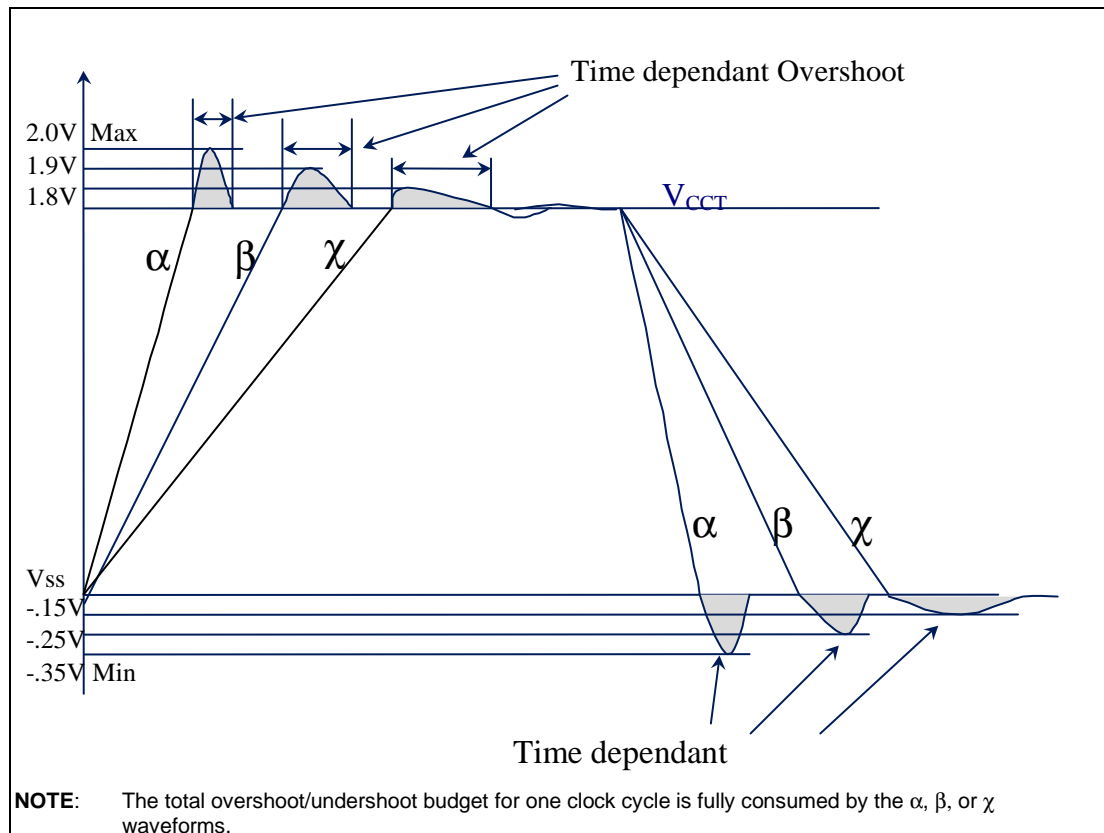 Time dependant Overshoot
2.0V Max
1.9V
1.8V
VCCT
α β χ
α β χ
VSS
-.15V
-.25V
-.35V Min
Time dependant
NOTE: The total overshoot/undershoot budget for one clock cycle is fully consumed by the α, β, or χ
waveforms.